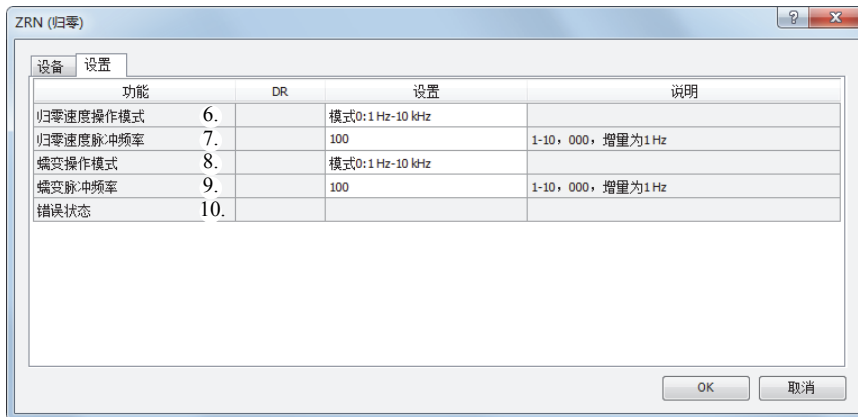 ZRN (归零)
设备 设置
功能 DR 设置 说明
归零速度操作模式 6. 模式0:1 Hz-10 kHz
归零速度脉冲频率 7. 100 1-10，000，增量为1 Hz
蠕变操作模式 8. 模式0:1 Hz-10 kHz
蠕变脉冲频率 9. 100 1-10，000，增量为1 Hz
错误状态 10.
OK 取消